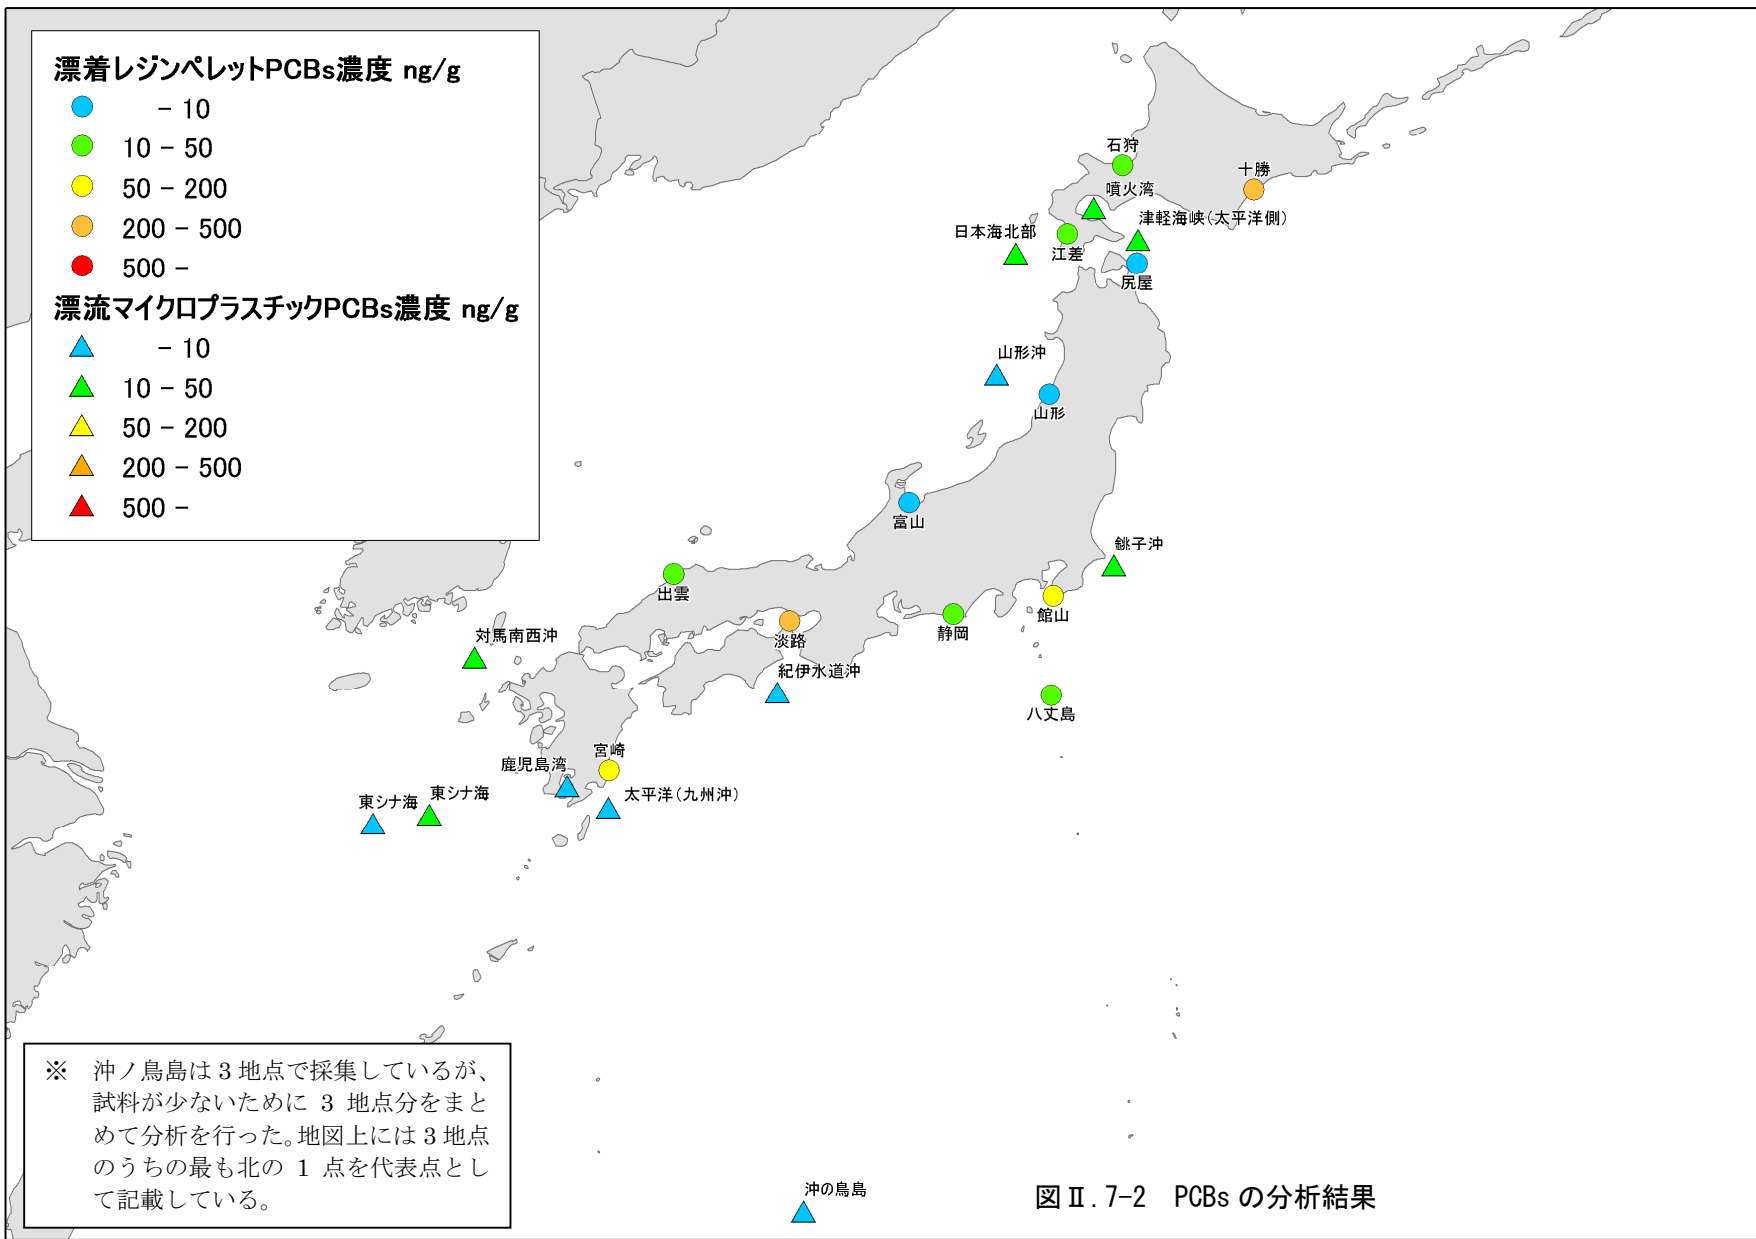 漂着レジンペレットPCBs濃度 ng/g
- 10
10 - 50
50 - 200
200 - 500
500 -
漂流マイクロプラスチックPCBs濃度 ng/g
- 10
10 - 50
50 - 200
200 - 500
500 -
石狩
十勝
噴火湾
津軽海峡(太平洋側)
日本海北部
江差
尻屋
山形沖
山形
富山
銚子沖
出雲
館山
淡路
静岡
対馬南西沖
紀伊水道沖
八丈島
宮崎
鹿児島湾
太平洋(九州沖)
東シナ海
東シナ海
※ 沖ノ鳥島は3地点で採集しているが、
試料が少ないために 3 地点分をまと
めて分析を行った。地図上には3地点
のうちの最も北の 1 点を代表点とし
て記載している。
沖の鳥島
図Ⅱ.7-2 PCBs の分析結果